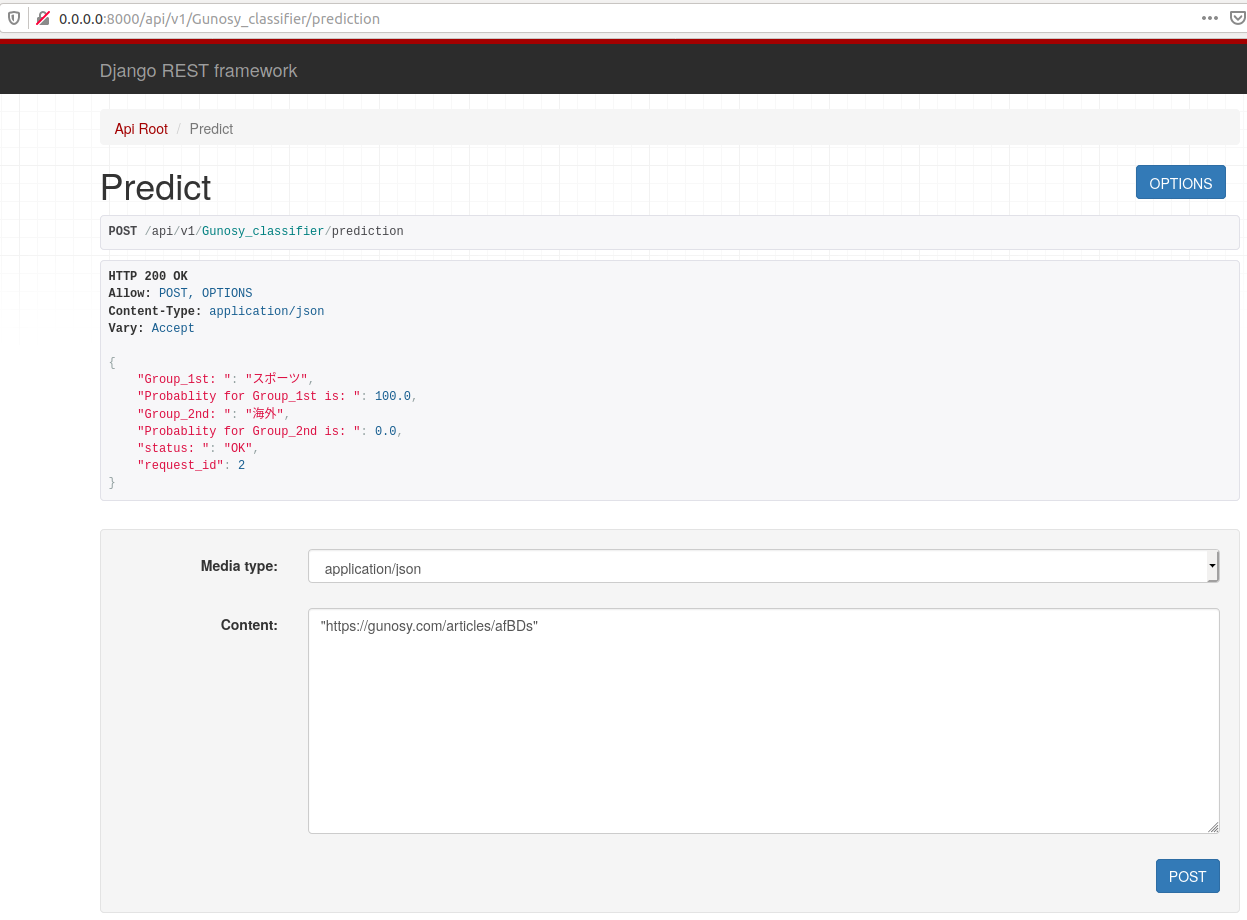 0.0.0.0:8000/api/v1/Gunosy_classifier/prediction
Django REST framework
Api Root / Predict
Predict
OPTIONS
POST /api/v1/Gunosy_classifier/prediction
HTTP 200 OK
Allow: POST, OPTIONS
Content-Type: application/json
Vary: Accept
{
"Group_1st: ": "スポーツ",
"Probablity for Group_1st is: ": 100.0,
"Group_2nd: ": "海外",
"Probablity for Group_2nd is: ": 0.0,
"status: ": "OK",
"request_id": 2
}
Media type:
application/json
Content:
"https://gunosy.com/articles/afBDs"
POST